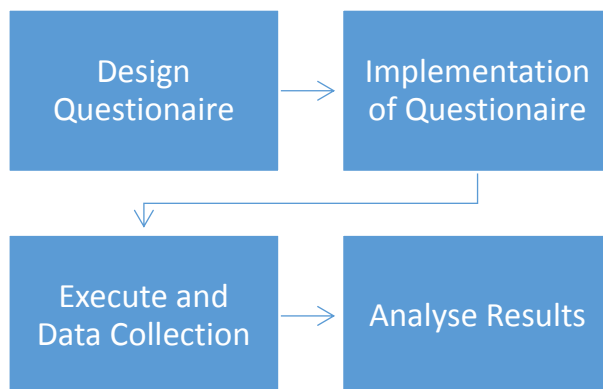 Design
Questionaire
Implementation
of Questionaire
Execute and
Data Collection
Analyse Results